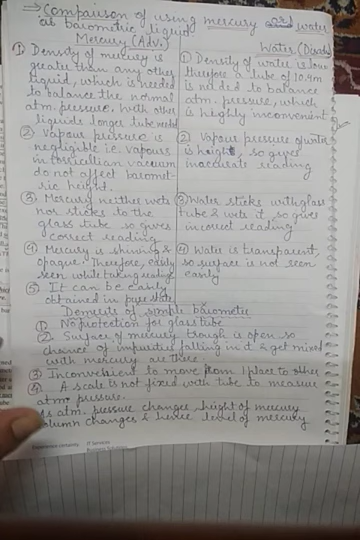 → Comparison of using mercury and water
as barometric liquid
Mercury (Adv.)
① Density of mercury is
greater than any other
liquid, which is needed
to balance the normal
atm. pressure. With other
liquids longer tube needed
② Vapour pressure is
negligible i.e. vapours
in toricellian vacuum
do not affect baromet-
ric height.
③ Mercury neither wets
nor sticks to the
glass tube so gives
correct reading
④ Mercury is shining &
opaque. Therefore, easily
seen while taking reading
⑤ It can be easily
obtained in pure state.
Water (Disadv)
① Density of water is low
therefore a tube of 10.4m
is needed to balance
atm. pressure, which
is highly inconvenient
② Vapour pressure of water
is height, so gives
inaccurate reading
③ Water sticks with glass
tube & wets it, so gives
incorrect reading
④ Water is transparent,
so surface is not seen
easily
Demerits of simple barometer
① No protection for glass tube
② Surface of mercury trough is open so
chances of impurities falling in it & get mixed
with mercury are there
③ Inconvenient to move from 1 place to other
④ A scale is not fixed with tube to measure
atm pressure.
As atm. pressure changes, height of mercury
column changes & hence level of mercury
IT Services